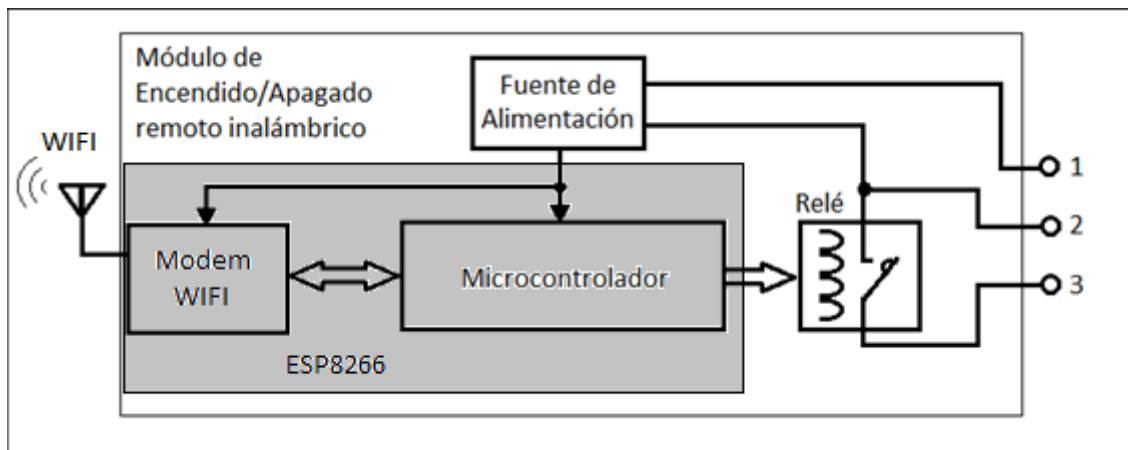 Módulo de
Encendido/Apagado
remoto inalámbrico
Fuente de
Alimentación
WIFI
1
2
3
Relé
Modem
WIFI
Microcontrolador
ESP8266